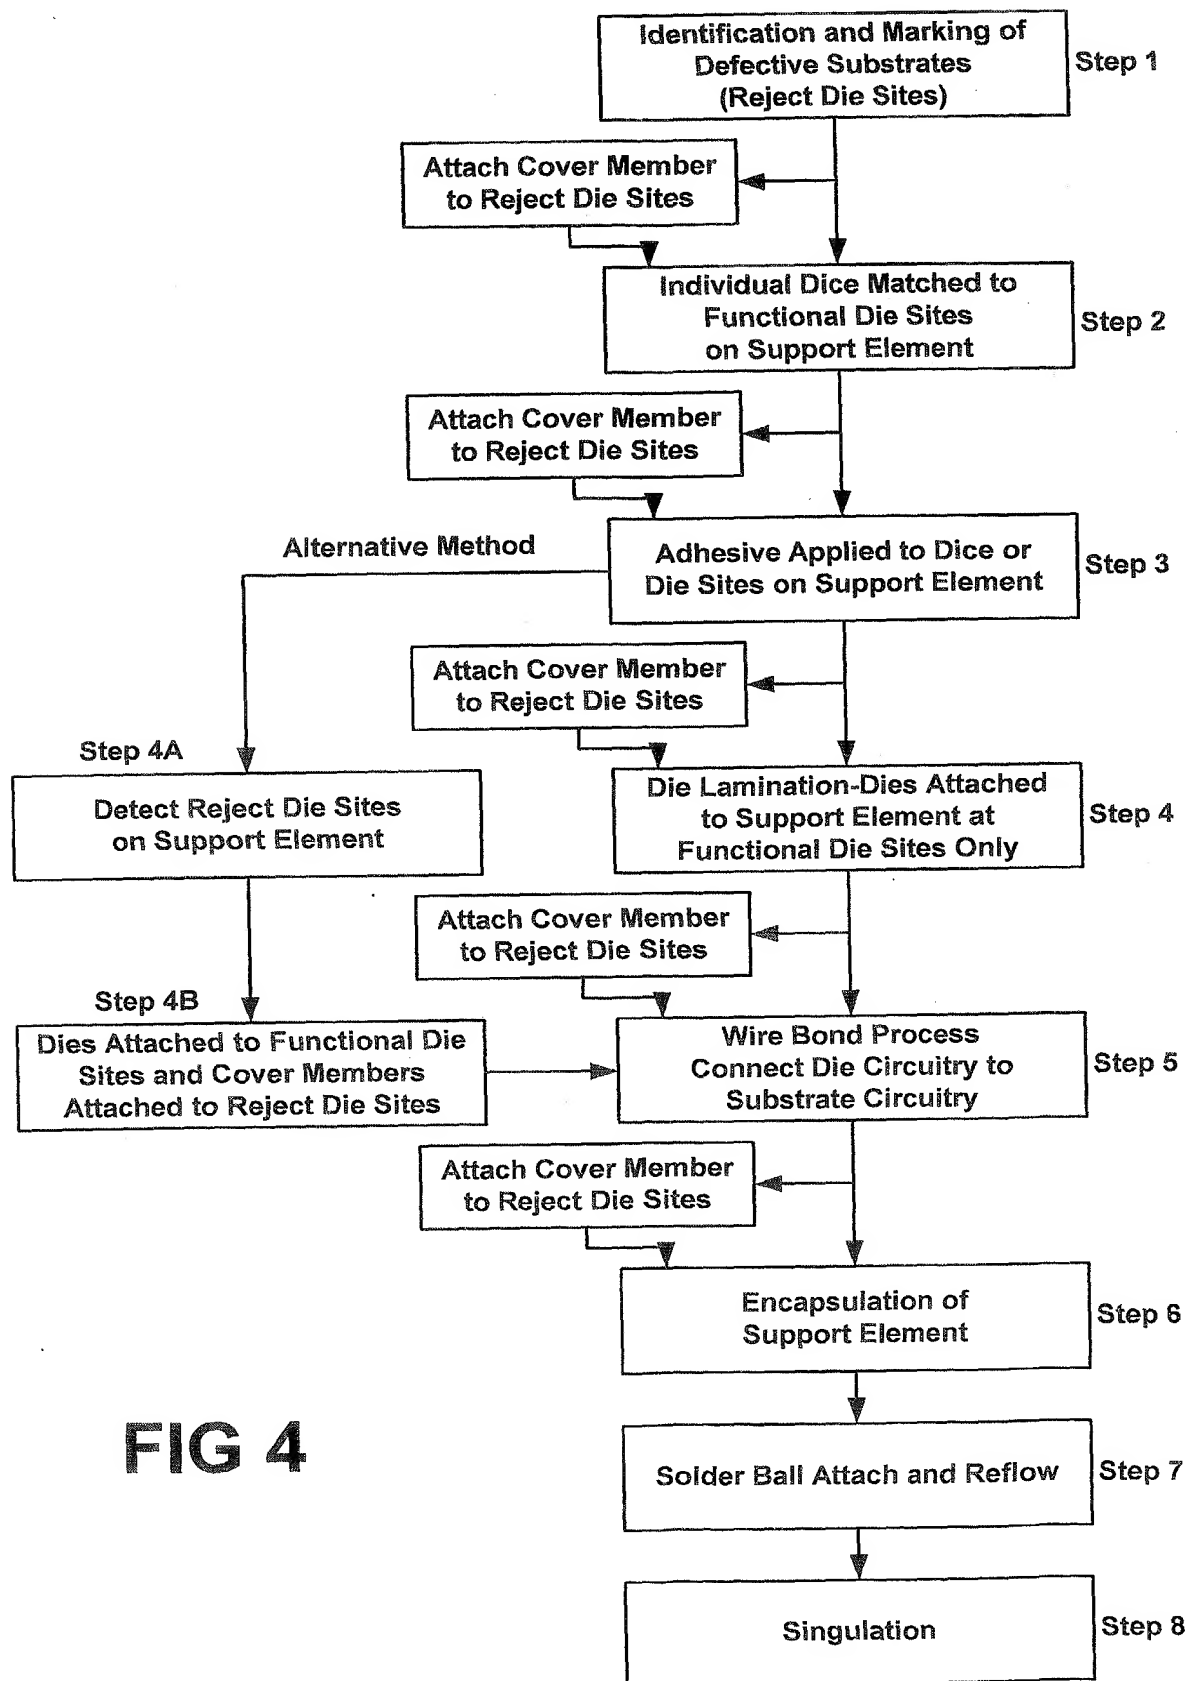 Identification and Marking of
Defective Substrates
(Reject Die Sites)
Step 1
Attach Cover Member
to Reject Die Sites
Individual Dice Matched to
Functional Die Sites
on Support Element
Step 2
Attach Cover Member
to Reject Die Sites
Alternative Method
Adhesive Applied to Dice or
Die Sites on Support Element
Step 3
Attach Cover Member
to Reject Die Sites
Step 4A
Detect Reject Die Sites
on Support Element
Die Lamination-Dies Attached
to Support Element at
Functional Die Sites Only
Step 4
Attach Cover Member
to Reject Die Sites
Step 4B
Dies Attached to Functional Die
Sites and Cover Members
Attached to Reject Die Sites
Wire Bond Process
Connect Die Circuitry to
Substrate Circuitry
Step 5
Attach Cover Member
to Reject Die Sites
Encapsulation of
Support Element
Step 6
FIG 4
Solder Ball Attach and Reflow
Step 7
Singulation
Step 8